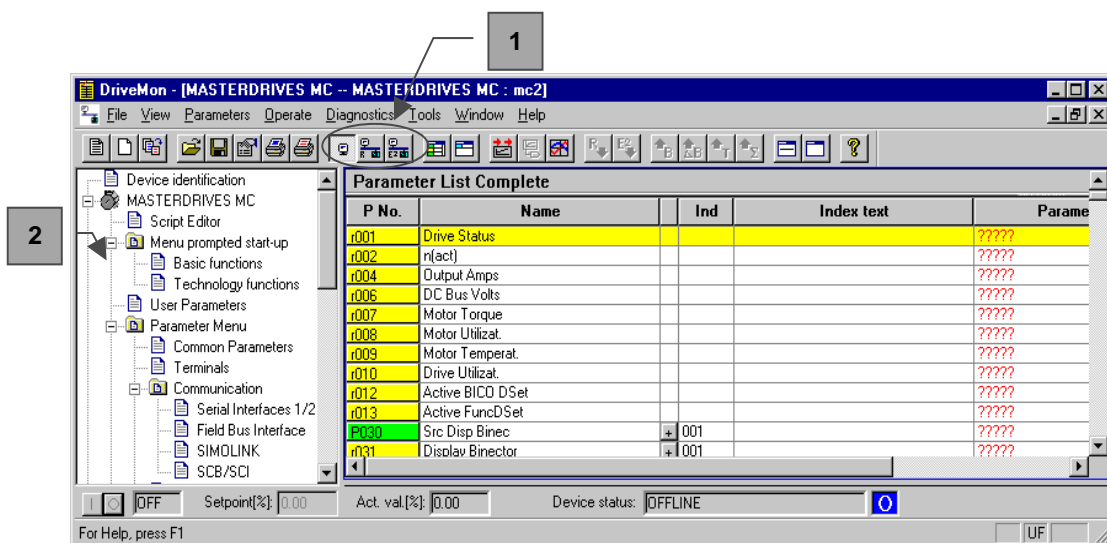 1
DriveMon - [MASTERDRIVES MC -- MASTERDRIVES MC : mc2]
File View Parameters Operate Diagnostics Tools Window Help
Device identification
MASTERDRIVES MC
Script Editor
2
Menu prompted start-up
Basic functions
Technology functions
User Parameters
Parameter Menu
Common Parameters
Terminals
Communication
Serial Interfaces 1/2
Field Bus Interface
SIMOLINK
SCB/SCI
Parameter List Complete
P No. Name Ind Index text Parame
r001 Drive Status ?????
r002 n(act) ?????
r004 Output Amps ?????
r006 DC Bus Volts ?????
r007 Motor Torque ?????
r008 Motor Utilizat. ?????
r009 Motor Temperat. ?????
r010 Drive Utilizat. ?????
r012 Active BICO DSet ?????
r013 Active FuncDSet ?????
P030 Src Disp Binec + 001 ?????
r031 Display Binector + 001 ?????
OFF Setpoint[%]: 0.00 Act. val.[%]: 0.00 Device status: OFFLINE O
For Help, press F1 UF